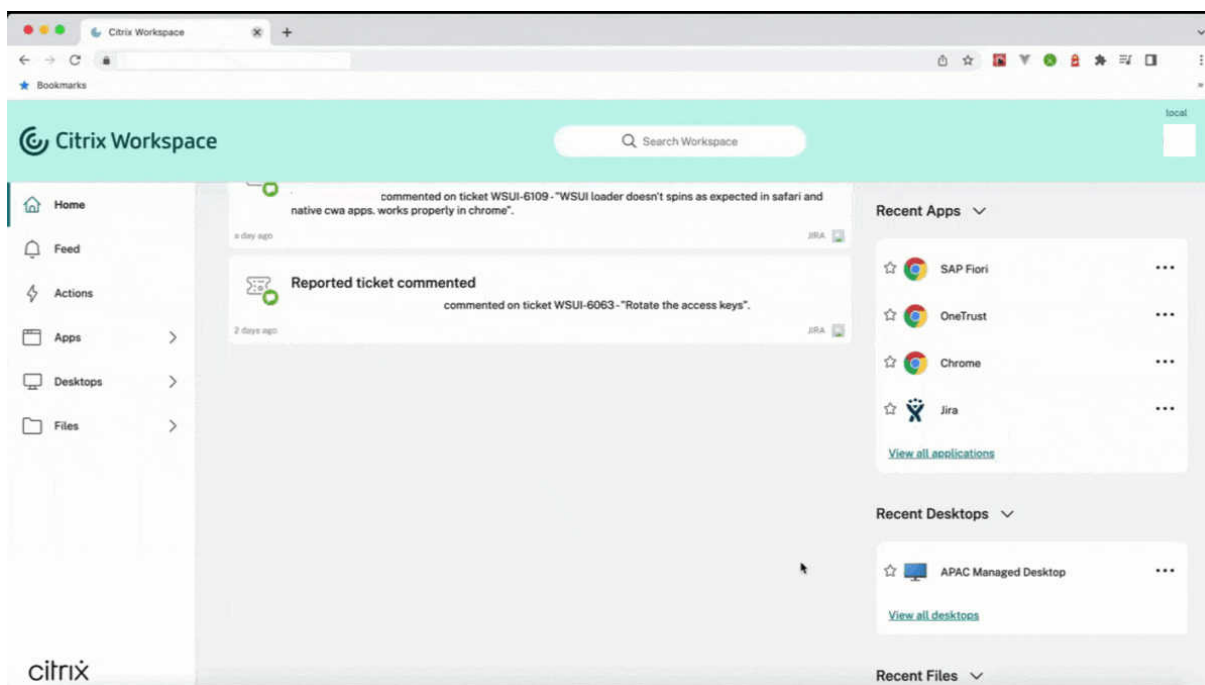 Citrix Workspace
Bookmarks
local
Citrix Workspace
Search Workspace
Home
Feed
Actions
Apps
Desktops
Files
citrix
commented on ticket WSUI-6109-"WSUI loader doesn't spins as expected in safari and
native cwa apps. works properly in chrome".
a day ago
JIRA
Reported ticket commented
commented on ticket WSUI-6063-"Rotate the access keys".
2 days ago
JIRA
Recent Apps
SAP Fiori
OneTrust
Chrome
Jira
View all applications
Recent Desktops
APAC Managed Desktop
View all desktops
Recent Files